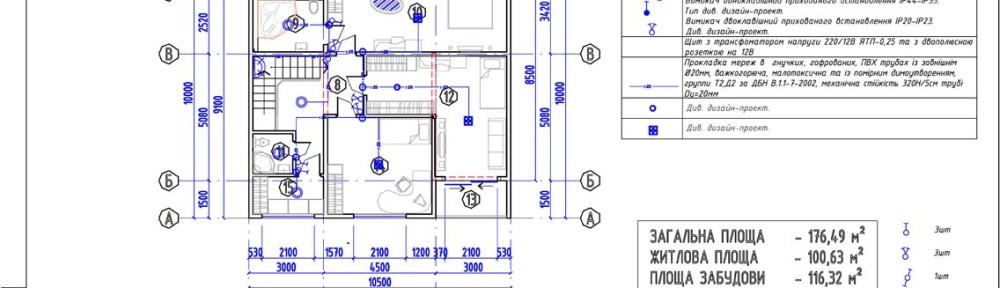 Вимикач одноклавішний прихованого встановлення IP44-IP55.
Тип див. дизайн-проект.
Вимикач двоклавішний прихованого встановлення IP20-IP23.
Див. дизайн-проект.
Щит з трансфоматором напруги 220/12В ЯТП-0,25 та з двополюсною
розеткою на 12В
Прокладка мереж в гнучких, гофрованих, ПВХ трубах із зовнішнім
Ø20мм, важкогорюча, малотоксична та із помірним димоутворенням,
групи Т2,Д2 за ДБН В.1.1-7-2002, механічна стійкість 320Н/5см трубі
Dу=20мм
Див. дизайн-проект.
Див. дизайн-проект.
2520
3420
9
10
В
В
8
12
10000
9100
5080
8500
5080
10000
11
15
13
Б
Б
1500
1500
А
А
530
2100
1570
2100
1200
370
2100
530
3000
4500
3000
10500
ЗАГАЛЬНА ПЛОЩА - 176,49 м²
ЖИТЛОВА ПЛОЩА - 100,63 м²
ПЛОЩА ЗАБУДОВИ - 116,32 м²
3шт
3шт
1шт